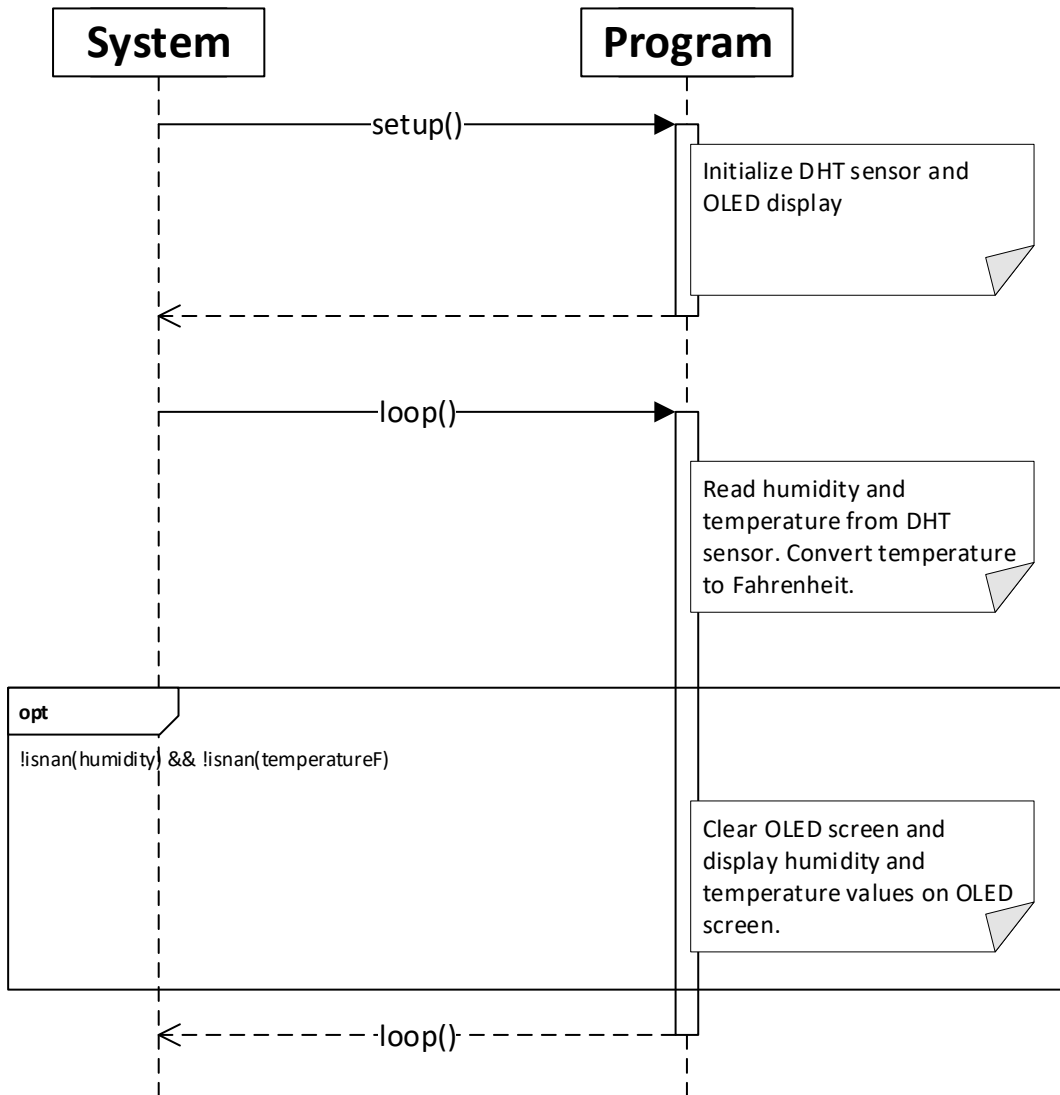 System
Program
setup()
Initialize DHT sensor and
OLED display
loop()
Read humidity and
temperature from DHT
sensor. Convert temperature
to Fahrenheit.
opt
!isnan(humidity) && !isnan(temperatureF)
Clear OLED screen and
display humidity and
temperature values on OLED
screen.
loop()